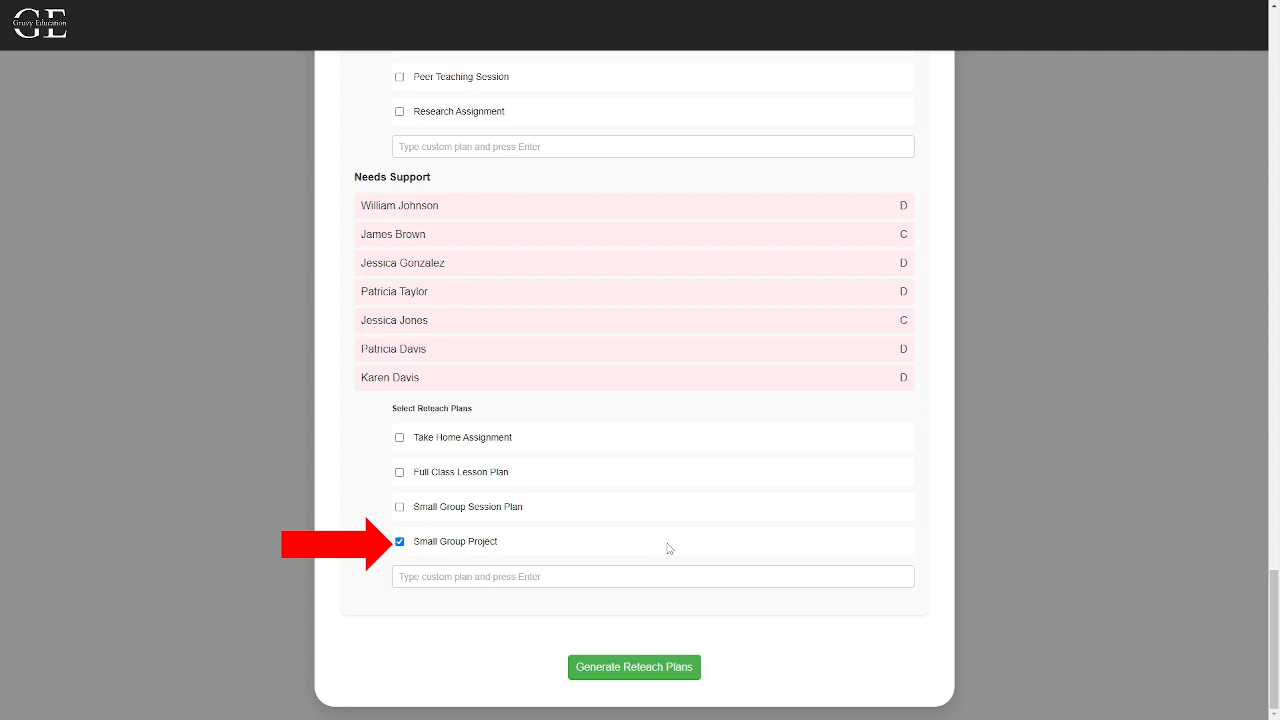 GE
Gruvy Education
Peer Teaching Session
Research Assignment
Type custom plan and press Enter
Needs Support
William Johnson D
James Brown C
Jessica Gonzalez D
Patricia Taylor D
Jessica Jones C
Patricia Davis D
Karen Davis D
Select Reteach Plans
Take Home Assignment
Full Class Lesson Plan
Small Group Session Plan
Small Group Project
Type custom plan and press Enter
Generate Reteach Plans